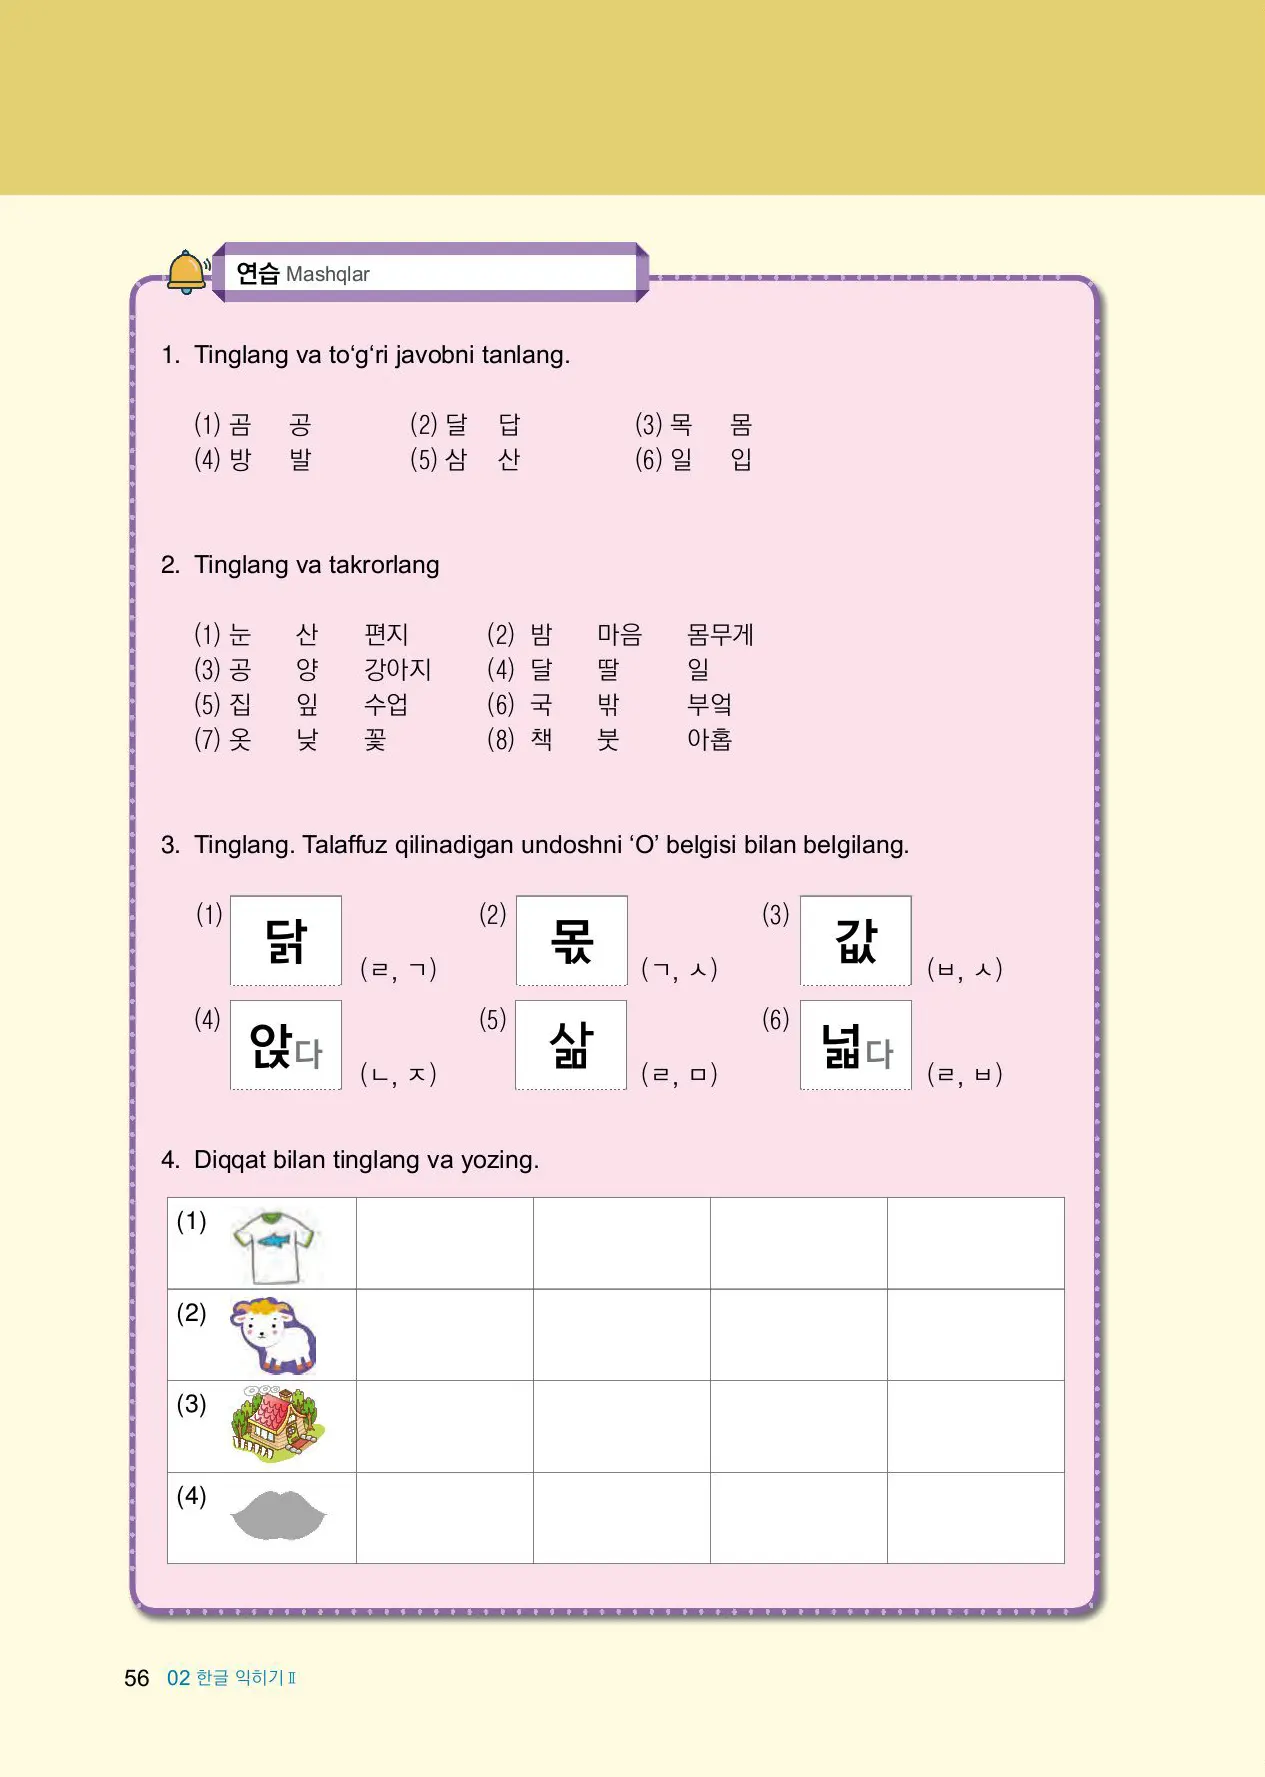 연습 Mashqlar
1. Tinglang va to‘g‘ri javobni tanlang.
(1) 곰 공 (2) 달 답 (3) 목 몸
(4) 방 발 (5) 삼 산 (6) 일 입
2. Tinglang va takrorlang
(1) 눈 산 편지 (2) 밤 마음 몸무게
(3) 공 양 강아지 (4) 달 딸 일
(5) 집 잎 수업 (6) 국 밖 부엌
(7) 옷 낮 꽃 (8) 책 붓 아홉
3. Tinglang. Talaffuz qilinadigan undoshni ‘O’ belgisi bilan belgilang.
(1) 닭 (ㄹ, ㄱ) (2) 몫 (ㄱ, ㅅ) (3) 값 (ㅂ, ㅅ)
(4) 앉다 (ㄴ, ㅈ) (5) 삶 (ㄹ, ㅁ) (6) 넓다 (ㄹ, ㅂ)
4. Diqqat bilan tinglang va yozing.
(1)
(2)
(3)
(4)
56 02 한글 익히기 II